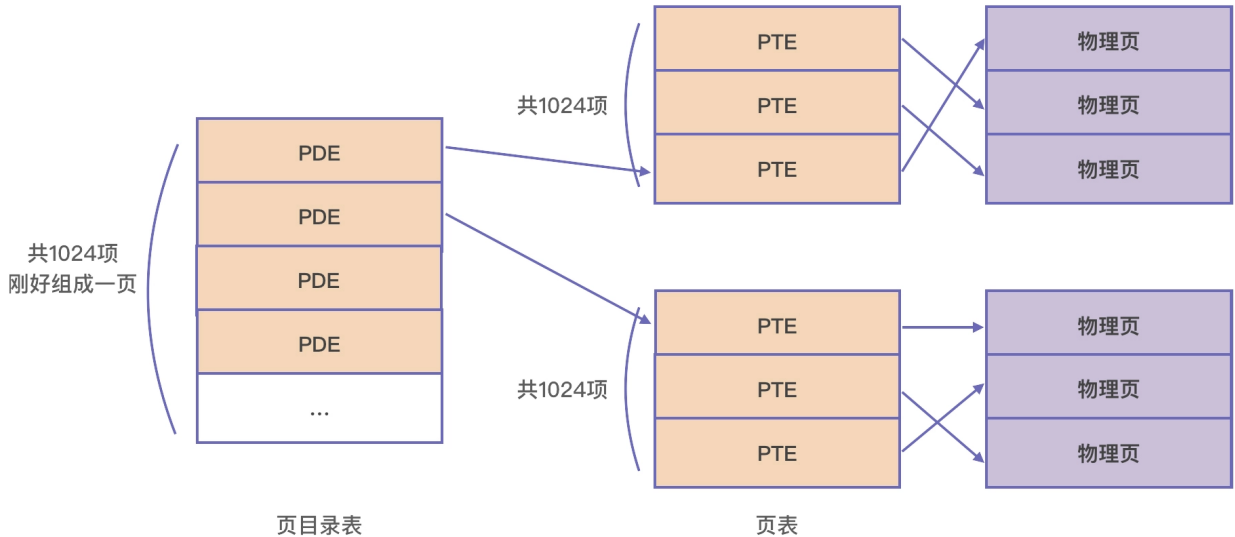 共1024项
刚好组成一页
PDE
PDE
PDE
PDE
...
页目录表
共1024项
PTE
PTE
PTE
物理页
物理页
物理页
共1024项
PTE
PTE
PTE
页表
物理页
物理页
物理页